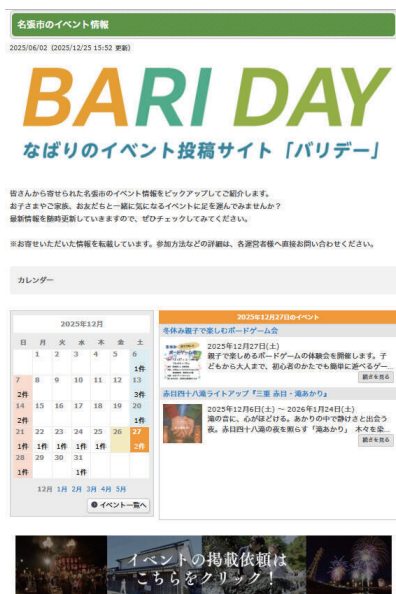 名張市のイベント情報
2025/06/02 (2025/12/25 15:52 更新)
BARI DAY
なばりのイベント投稿サイト「バリデー」
皆さんから寄せられた名張市のイベント情報をピックアップしてご紹介します。
お子さまやご家族、お友だちと一緒に気になるイベントに足を運んでみませんか?
最新情報を随時更新していきますので、ぜひチェックしてみてください。
※お寄せいただいた情報を転載しています。参加方法などの詳細は、各運営者様へ直接お問い合わせください。
カレンダー
2025年12月
日 月 火 水 木 金 土
1 2 3 4 5 6
1件
7 8 9 10 11 12 13
2件 3件
14 15 16 17 18 19 20
2件 1件
21 22 23 24 25 26 27
1件 1件 1件 1件 1件 2件
28 29 30 31
1件 1件
12月 1月 2月 3月 4月 5月
イベント一覧へ
2025年12月27日のイベント
冬休み親子で楽しむボードゲーム会
2025年12月27日(土)
親子で楽しめるボードゲームの体験会を開催します。子
どもから大人まで、初心者のかたでも簡単に遊べるゲー...
続きを見る
赤目四十八滝ライトアップ『三重 赤目・滝あかり』
2025年12月6日(土) ～ 2026年1月24日(土)
滝の音に、心がほどける。あかりの中で静けさと出会う
夜。赤目四十八滝の夜を照らす「滝あかり」 木々を染...
続きを見る
イベントの掲載依頼は
こちらをクリック!